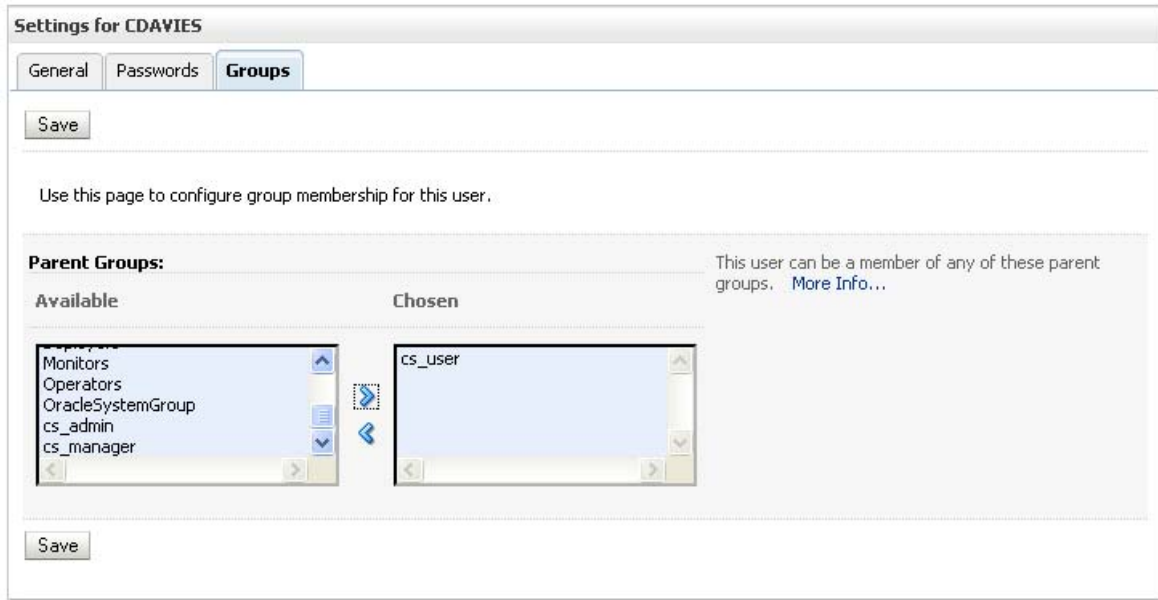 Settings for CDAVIES
General Passwords Groups
Save
Use this page to configure group membership for this user.
Parent Groups:
This user can be a member of any of these parent
groups. More Info...
Available Chosen
Monitors
Operators
OracleSystemGroup
cs_admin
cs_manager
cs_user
Save